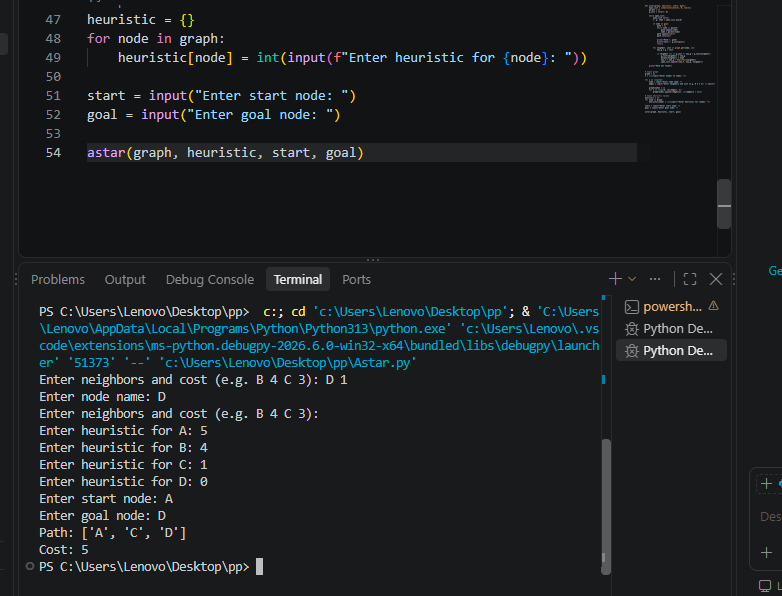 47 heuristic = {}
48 for node in graph:
49     heuristic[node] = int(input(f"Enter heuristic for {node}: "))
50
51 start = input("Enter start node: ")
52 goal = input("Enter goal node: ")
53
54 astar(graph, heuristic, start, goal)
Problems Output Debug Console Terminal Ports
PS C:\Users\Lenovo\Desktop\pp>  c:; cd 'c:\Users\Lenovo\Desktop\pp'; & 'C:\Users
\Lenovo\AppData\Local\Programs\Python\Python313\python.exe' 'c:\Users\Lenovo\.vs
code\extensions\ms-python.debugpy-2026.6.0-win32-x64\bundled\libs\debugpy\launch
er' '51373' '--' 'c:\Users\Lenovo\Desktop\pp\Astar.py'
Enter neighbors and cost (e.g. B 4 C 3): D 1
Enter node name: D
Enter neighbors and cost (e.g. B 4 C 3):
Enter heuristic for A: 5
Enter heuristic for B: 4
Enter heuristic for C: 1
Enter heuristic for D: 0
Enter start node: A
Enter goal node: D
Path: ['A', 'C', 'D']
Cost: 5
PS C:\Users\Lenovo\Desktop\pp>
powersh...
Python De...
Python De...
Ge
Des
L